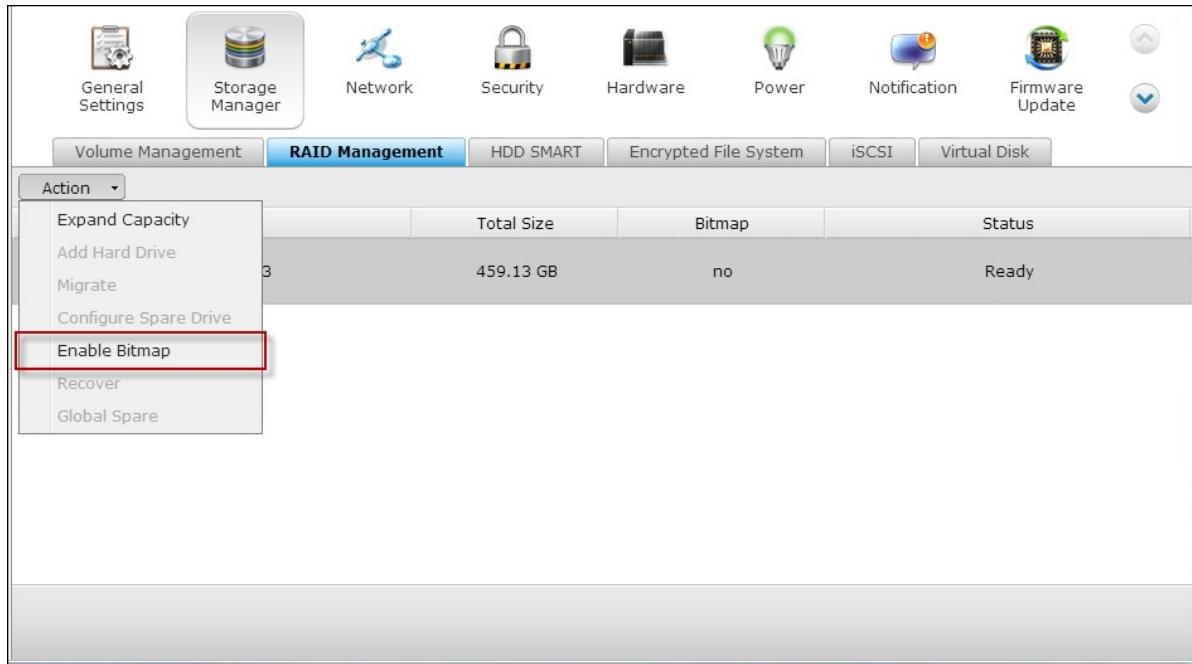 General Settings
Storage Manager
Network
Security
Hardware
Power
Notification
Firmware Update
Volume Management
RAID Management
HDD SMART
Encrypted File System
iSCSI
Virtual Disk
Action
Total Size
Bitmap
Status
3
459.13 GB
no
Ready
Expand Capacity
Add Hard Drive
Migrate
Configure Spare Drive
Enable Bitmap
Recover
Global Spare